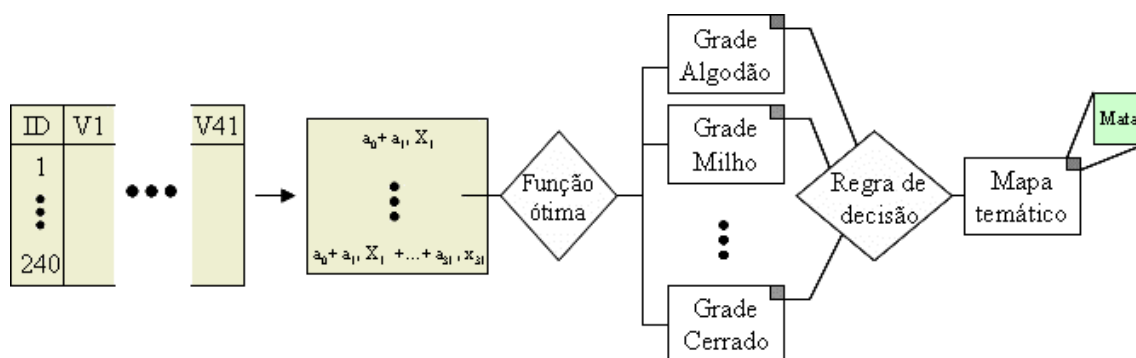 ID V1 V41
1
240
a₀ + a₁, X₁
a₀ + a₁, X₁ +...+ a₃₁, x₃₁
Função
ótima
Grade
Algodão
Grade
Milho
Grade
Cerrado
Regra de
decisão
Mapa
temático
Mata